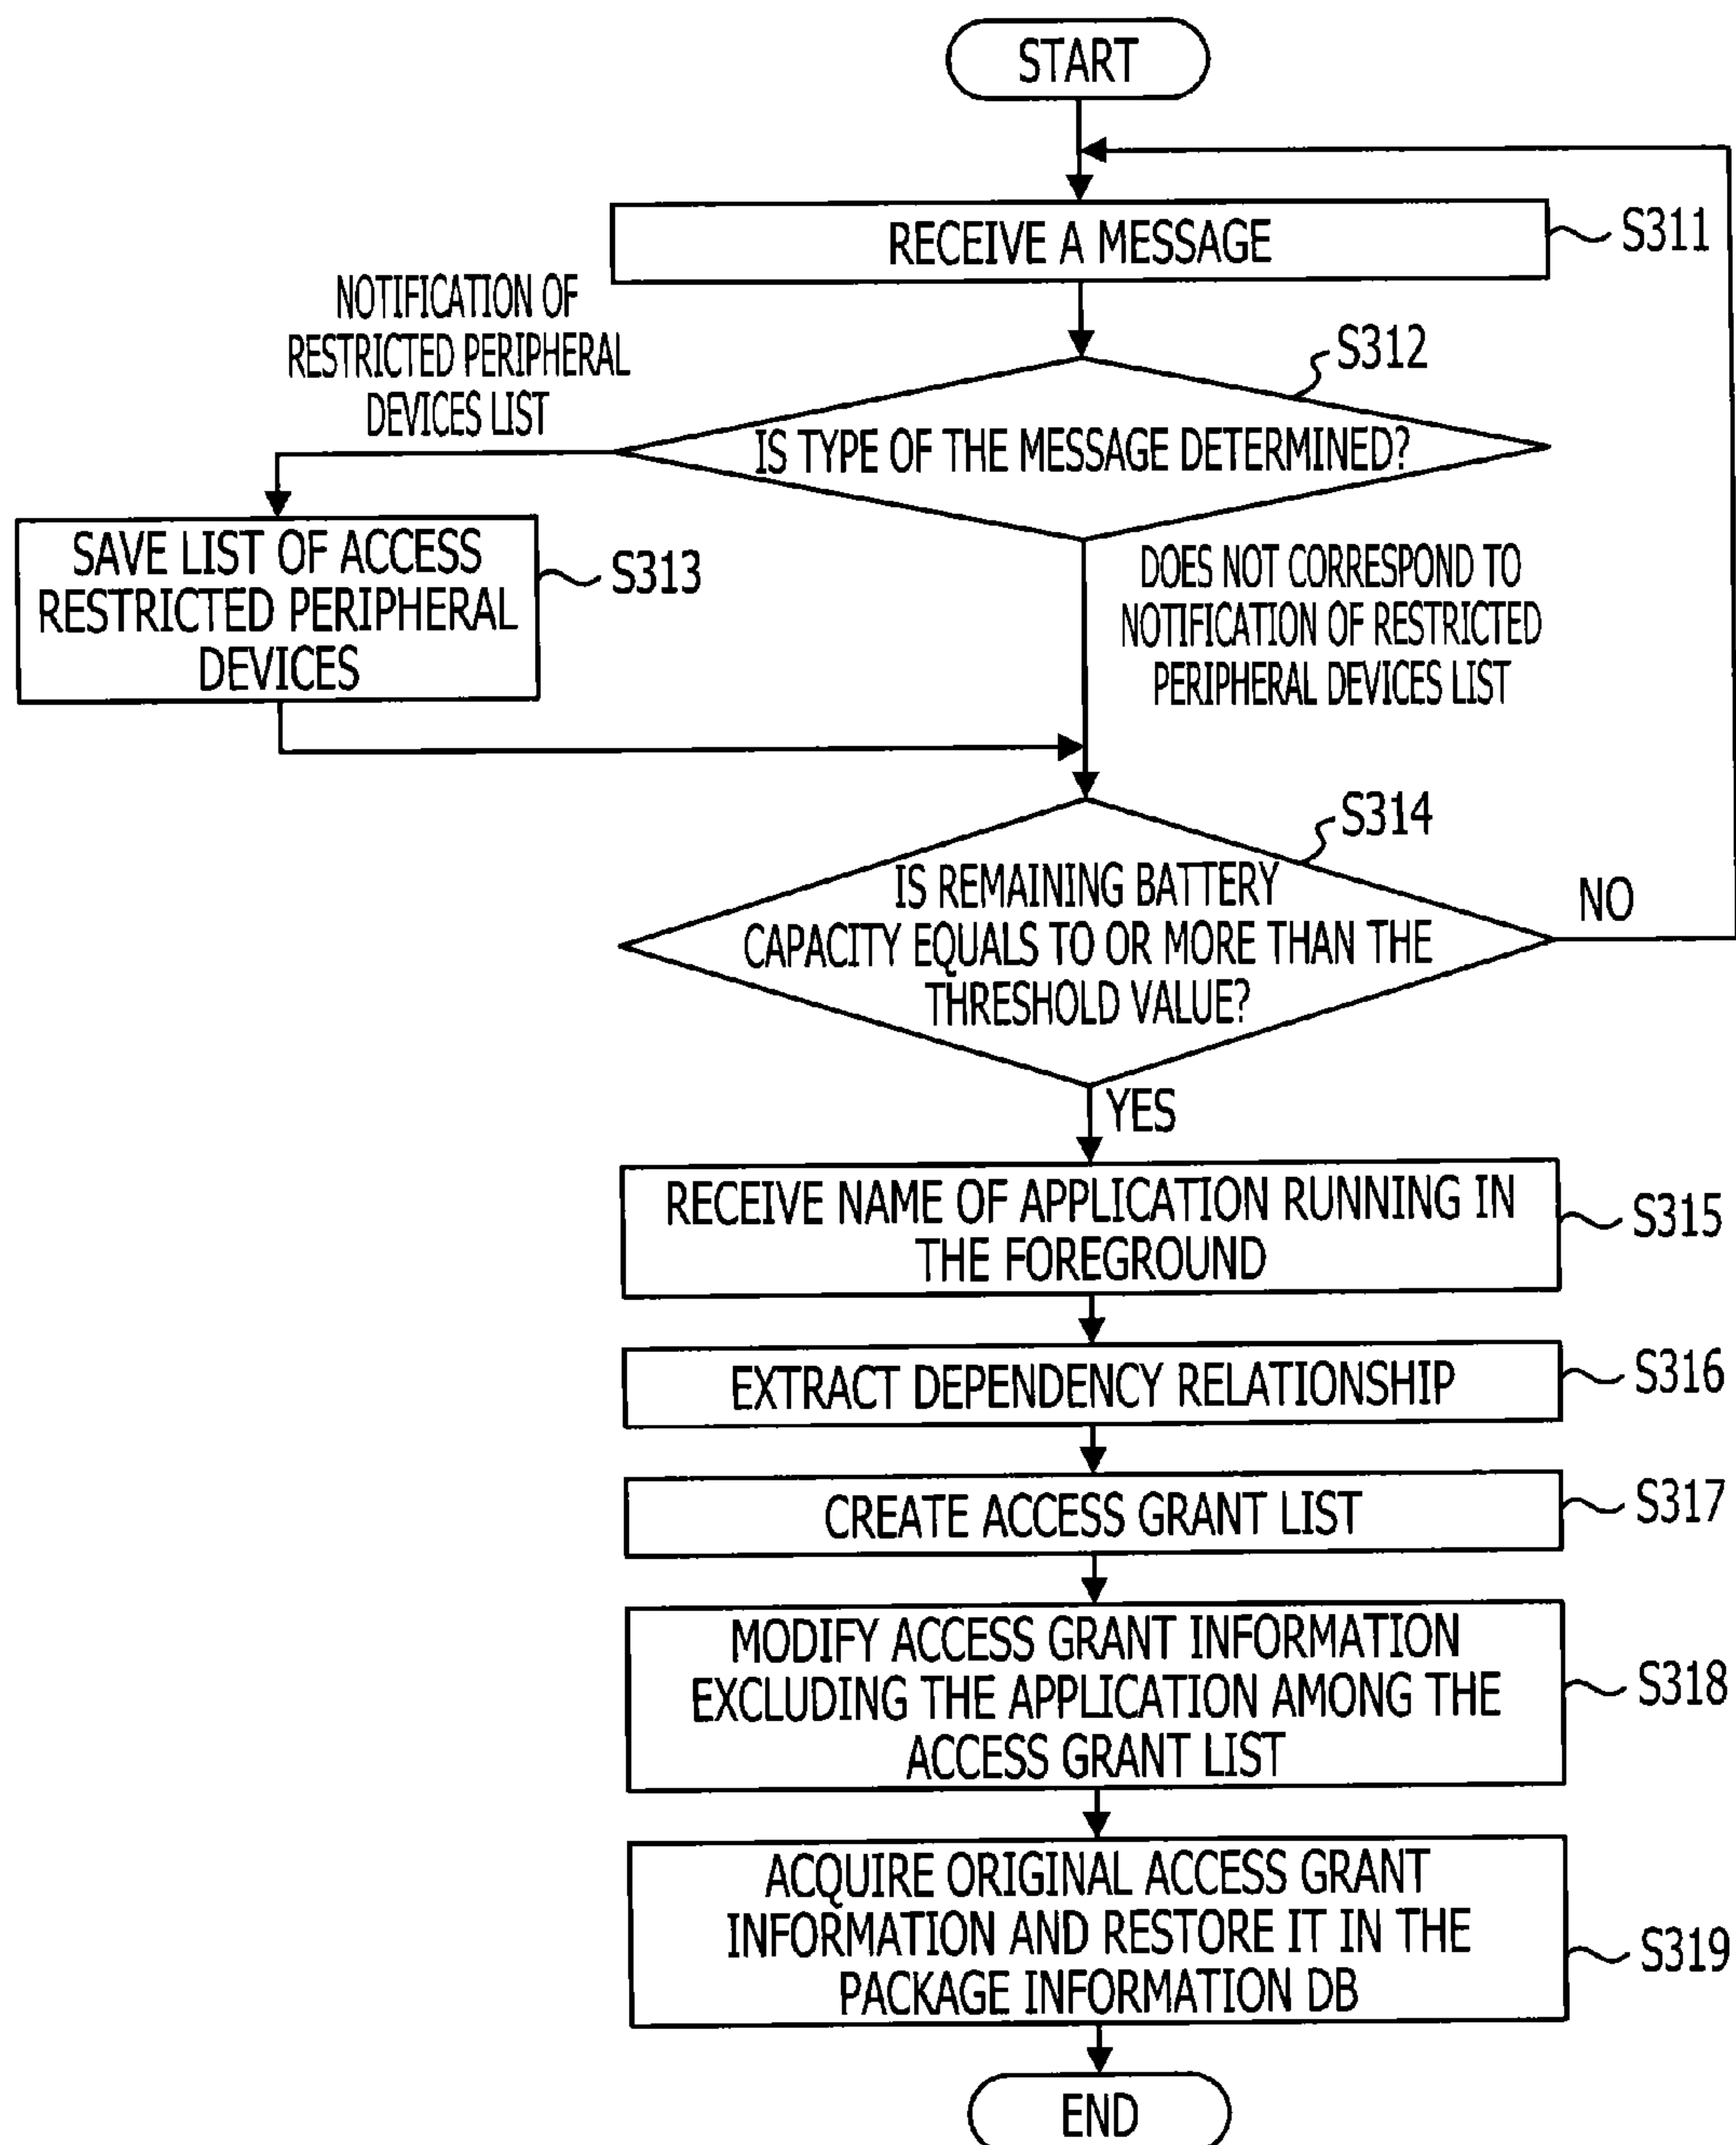 START
RECEIVE A MESSAGE
S311
NOTIFICATION OF
RESTRICTED PERIPHERAL
DEVICES LIST
S312
IS TYPE OF THE MESSAGE DETERMINED?
SAVE LIST OF ACCESS
RESTRICTED PERIPHERAL
DEVICES
S313
DOES NOT CORRESPOND TO
NOTIFICATION OF RESTRICTED
PERIPHERAL DEVICES LIST
S314
IS REMAINING BATTERY
CAPACITY EQUALS TO OR MORE THAN THE
THRESHOLD VALUE?
NO
YES
RECEIVE NAME OF APPLICATION RUNNING IN
THE FOREGROUND
S315
EXTRACT DEPENDENCY RELATIONSHIP
S316
CREATE ACCESS GRANT LIST
S317
MODIFY ACCESS GRANT INFORMATION
EXCLUDING THE APPLICATION AMONG THE
ACCESS GRANT LIST
S318
ACQUIRE ORIGINAL ACCESS GRANT
INFORMATION AND RESTORE IT IN THE
PACKAGE INFORMATION DB
S319
END